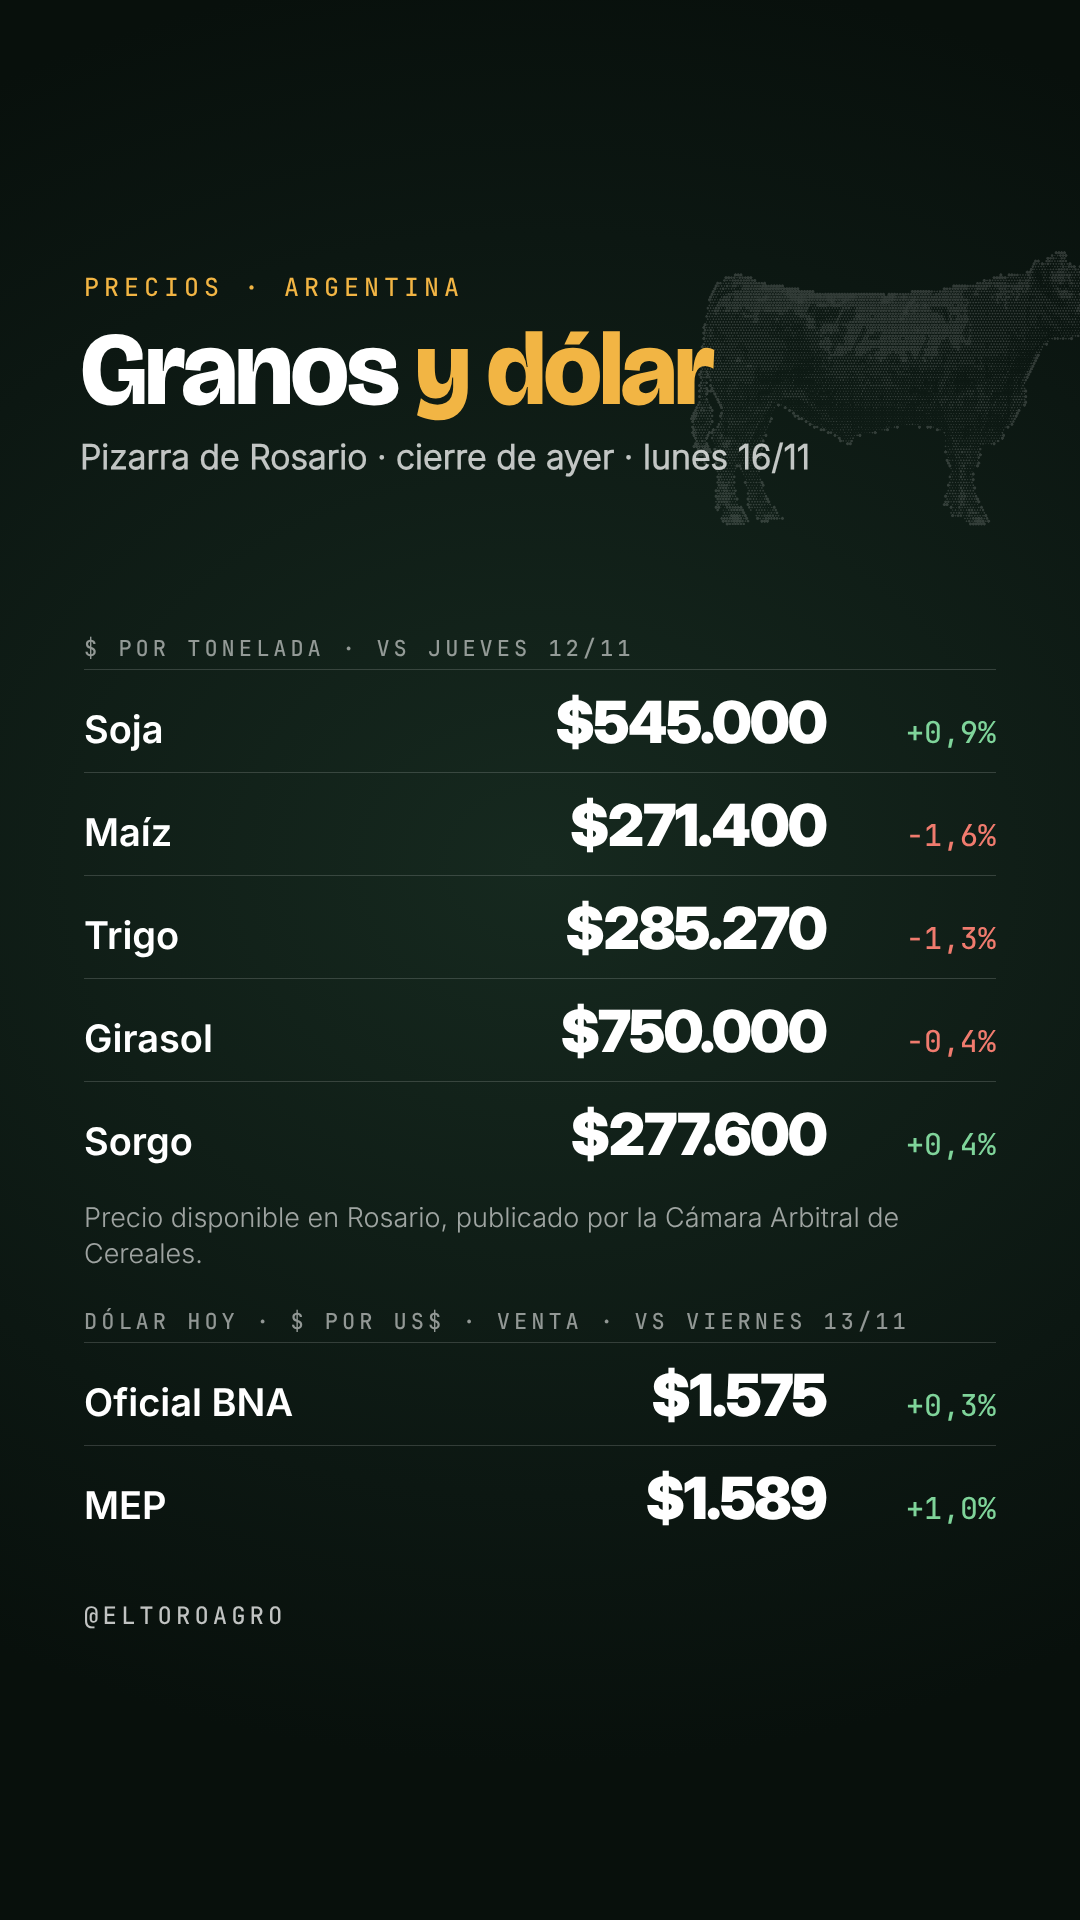 PRECIOS · ARGENTINA
Granos y dólar
Pizarra de Rosario · cierre de ayer · lunes 16/11
$ POR TONELADA · VS JUEVES 12/11
Soja $545.000 +0,9%
Maíz $271.400 -1,6%
Trigo $285.270 -1,3%
Girasol $750.000 -0,4%
Sorgo $277.600 +0,4%
Precio disponible en Rosario, publicado por la Cámara Arbitral de
Cereales.
DÓLAR HOY · $ POR US$ · VENTA · VS VIERNES 13/11
Oficial BNA $1.575 +0,3%
MEP $1.589 +1,0%
@ELTOROAGRO